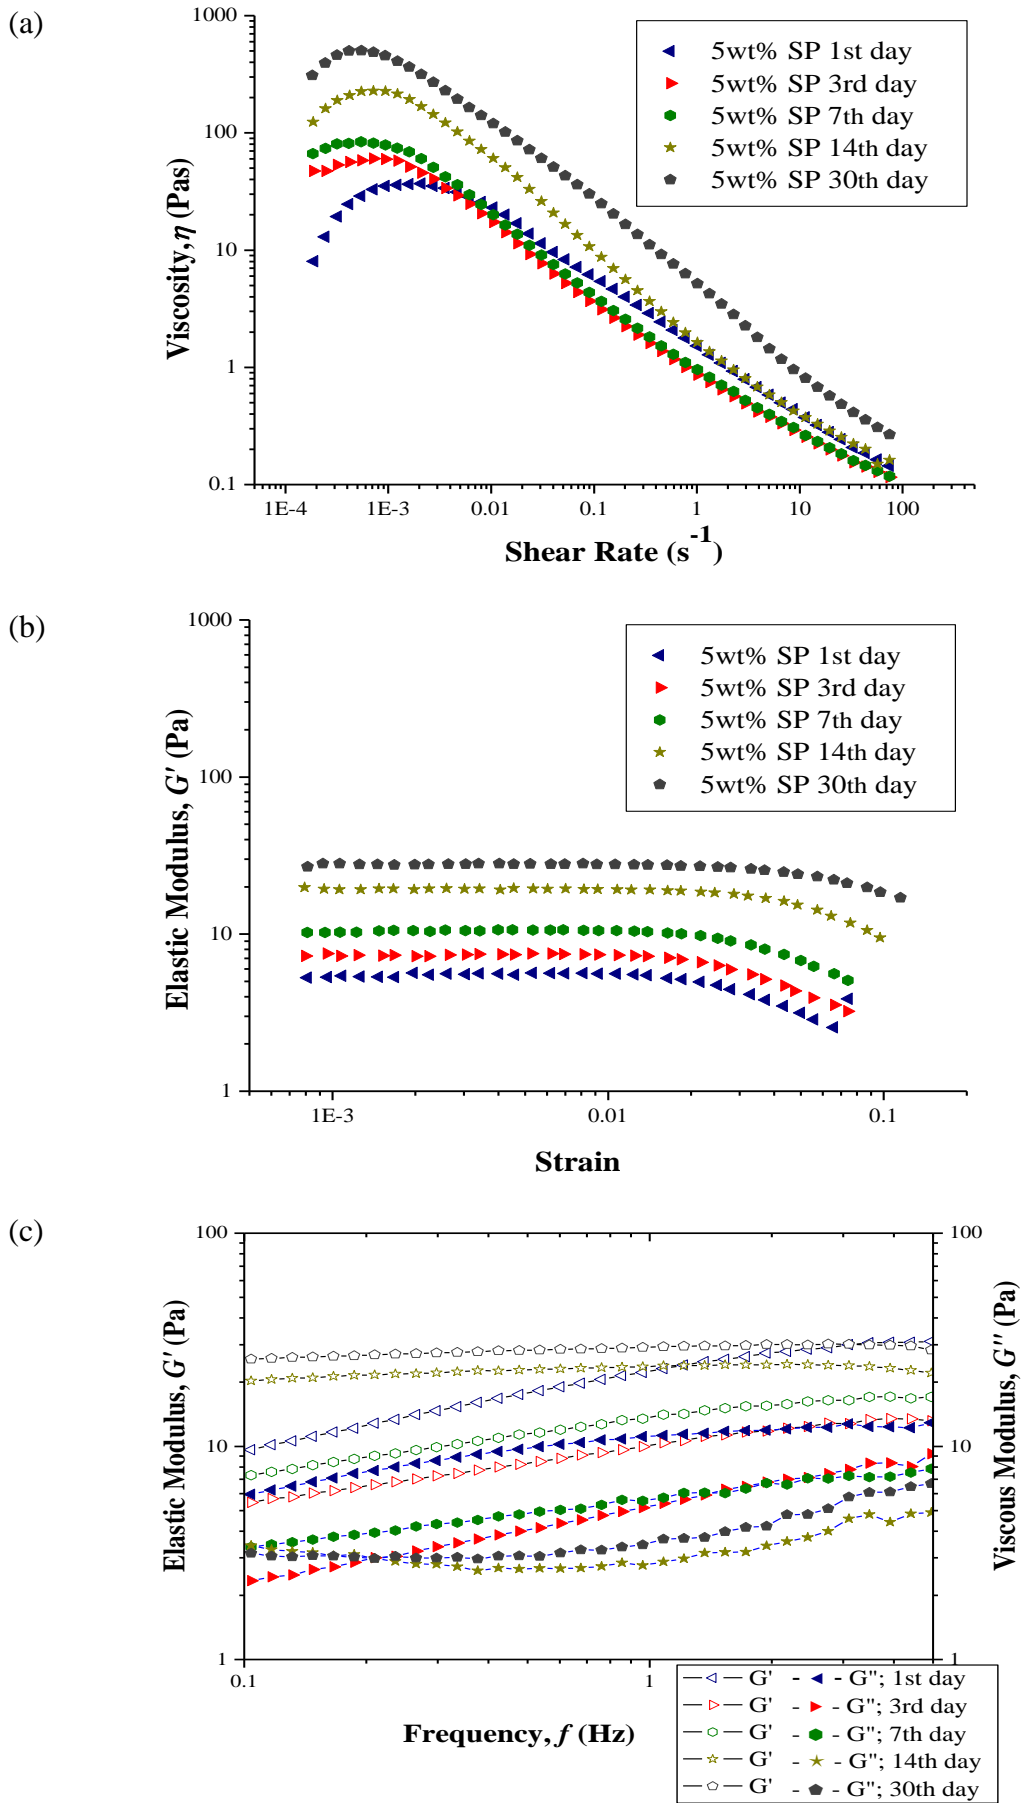 (a)
1000
100
10
1
0.1
Viscosity, η (Pas)
5wt% SP 1st day
5wt% SP 3rd day
5wt% SP 7th day
5wt% SP 14th day
5wt% SP 30th day
1E-4 1E-3 0.01 0.1 1 10 100
Shear Rate (s⁻¹)
(b)
1000
100
10
1
Elastic Modulus, G' (Pa)
5wt% SP 1st day
5wt% SP 3rd day
5wt% SP 7th day
5wt% SP 14th day
5wt% SP 30th day
1E-3 0.01 0.1
Strain
(c)
100
10
1
Elastic Modulus, G' (Pa)
100
10
1
Viscous Modulus, G" (Pa)
0.1 1
Frequency, f (Hz)
G' - - G"; 1st day
G' - - G"; 3rd day
G' - - G"; 7th day
G' - - G"; 14th day
G' - - G"; 30th day